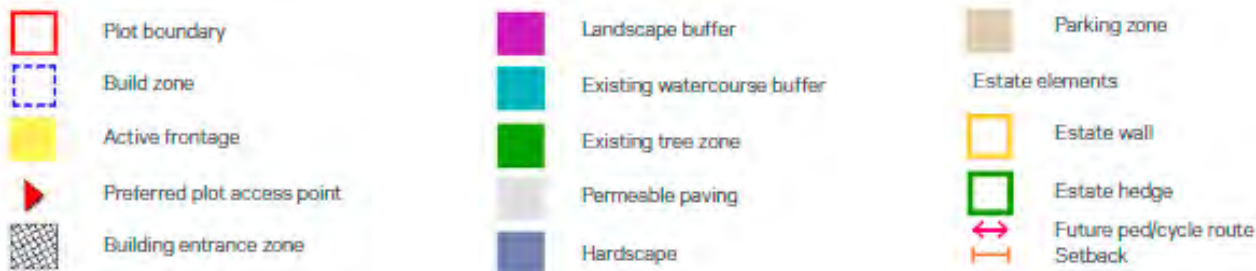 Plot boundary
Build zone
Active frontage
Preferred plot access point
Building entrance zone
Landscape buffer
Existing watercourse buffer
Existing tree zone
Permeable paving
Hardscape
Parking zone
Estate elements
Estate wall
Estate hedge
Future ped/cycle route
Setback